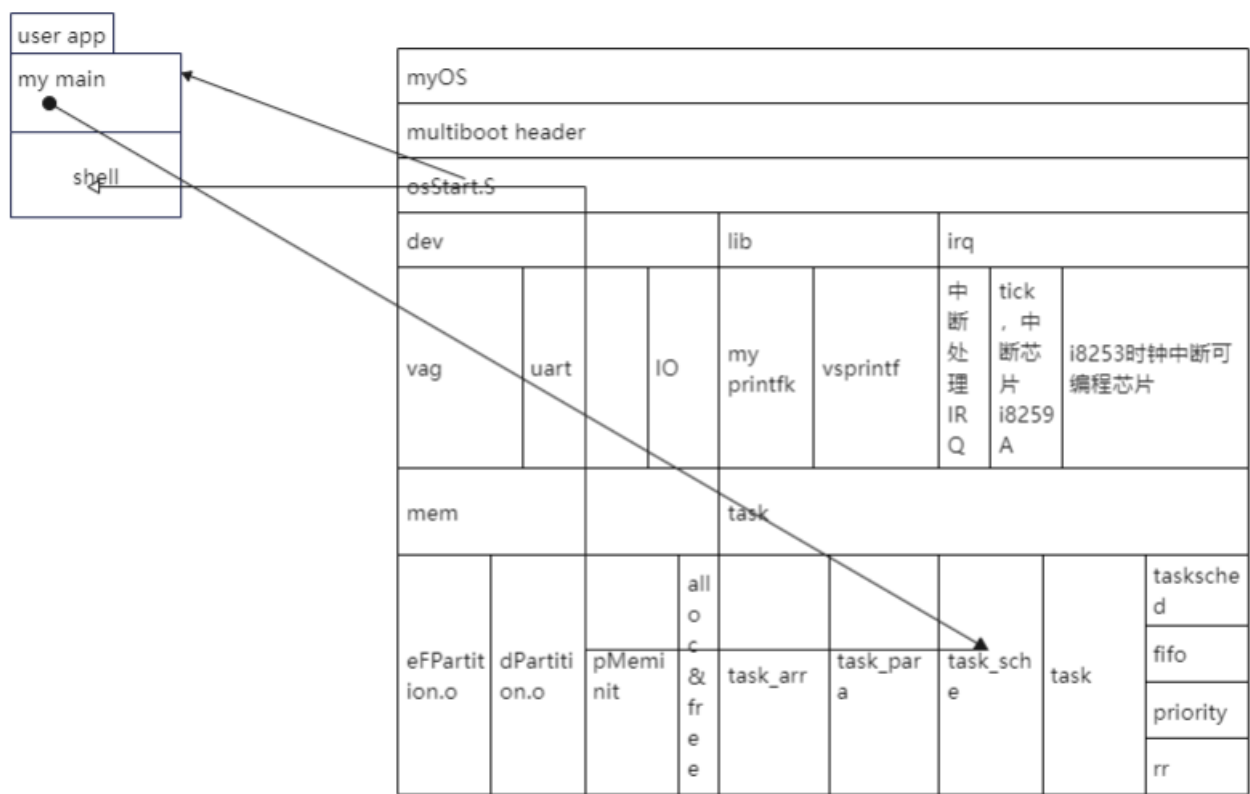 user app
my main
shell
myOS
multiboot header
osStart.S
dev
lib
irq
vag
uart
IO
my
printfk
vsprintf
中
断
处
理
IR
Q
tick
，中
断芯
片
i8259
A
i8253时钟中断可
编程芯片
mem
task
eFPartit
ion.o
dPartiti
on.o
pMemi
nit
all
o
c
&
fr
e
e
task_arr
task_par
a
task_sch
e
task
tasksche
d
fifo
priority
rr